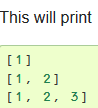 This will print
[1]
[1, 2]
[1, 2, 3]